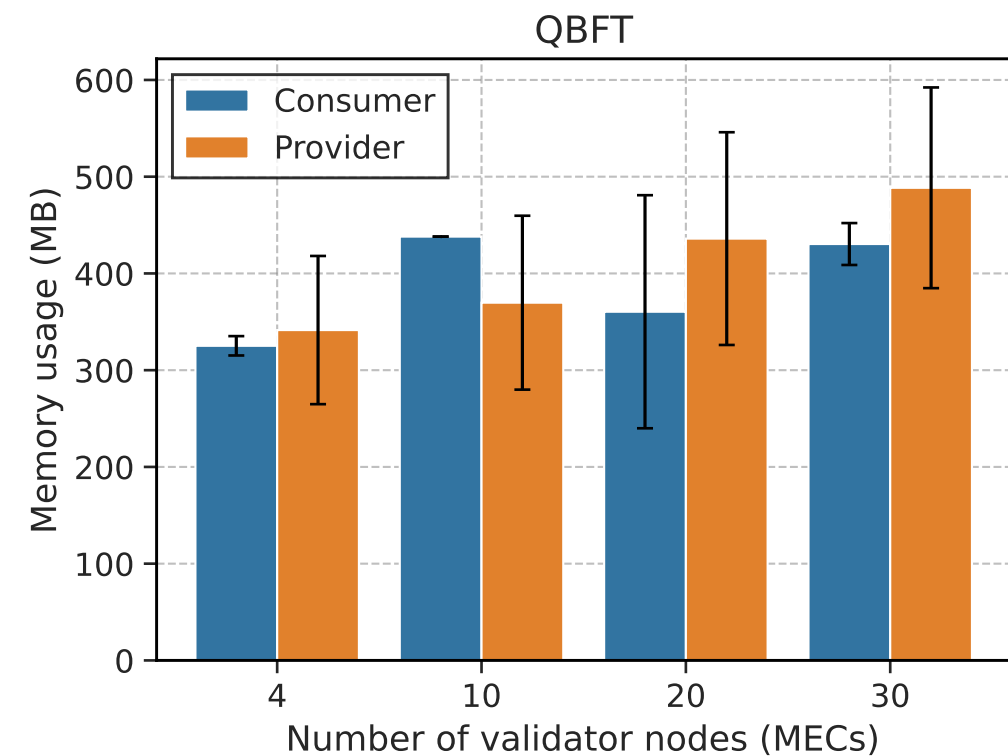 QBFT
Consumer
Provider
Memory usage (MB)
600
500
400
300
200
100
0
4
10
20
30
Number of validator nodes (MECs)